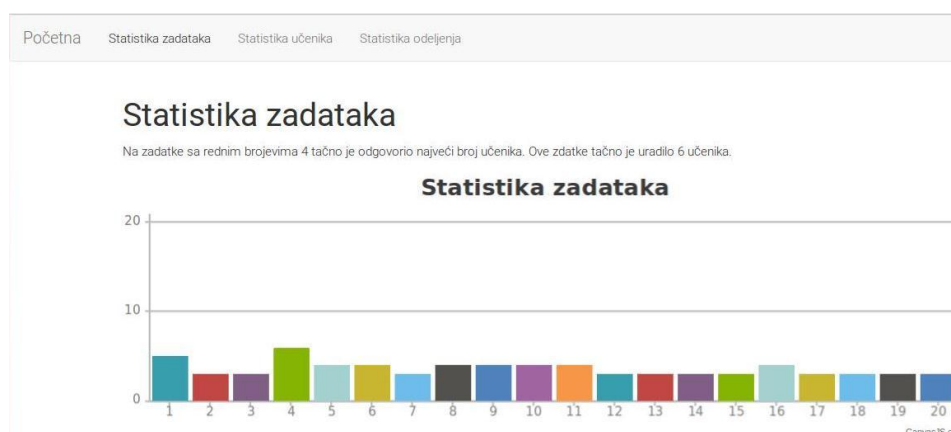 Početna Statistika zadataka Statistika učenika Statistika odeljenja
Statistika zadataka
Na zadatke sa rednim brojevima 4 tačno je odgovorio najveći broj učenika. Ove zdatke tačno je uradilo 6 učenika.
Statistika zadataka
20
10
0
1 2 3 4 5 6 7 8 9 10 11 12 13 14 15 16 17 18 19 20